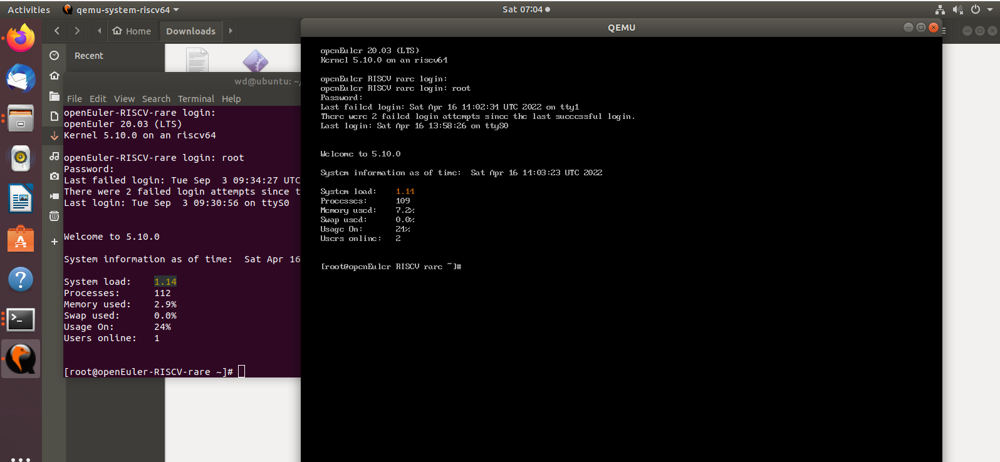 Activities
qemu-system-riscv64
Sat 07:04
Home
Downloads
Recent
wd@ubuntu: ~/
File Edit View Search Terminal Help
openEuler-RISCV-rare login:
openEuler 20.03 (LTS)
Kernel 5.10.0 on an riscv64
openEuler-RISCV-rare login: root
Password:
Last failed login: Tue Sep  3 09:34:27 UTC
There were 2 failed login attempts since t
Last login: Tue Sep  3 09:30:56 on ttyS0
Welcome to 5.10.0
System information as of time:  Sat Apr 16
System load: 1.14
Processes: 112
Memory used: 2.9%
Swap used: 0.0%
Usage On: 24%
Users online: 1
[root@openEuler-RISCV-rare ~]#
QEMU
openEuler 20.03 (LTS)
Kernel 5.10.0 on an riscv64
openEuler RISCV rare login:
openEuler RISCV rare login: root
Password:
Last failed login: Sat Apr 16 14:02:34 UTC 2022 on tty1
There were 2 failed login attempts since the last successful login.
Last login: Sat Apr 16 13:58:26 on ttyS0
Welcome to 5.10.0
System information as of time:  Sat Apr 16 14:03:23 UTC 2022
System load: 1.14
Processes: 109
Memory used: 7.2%
Swap used: 0.0%
Usage On: 24%
Users online: 2
[root@openEuler RISCV rare ~]#